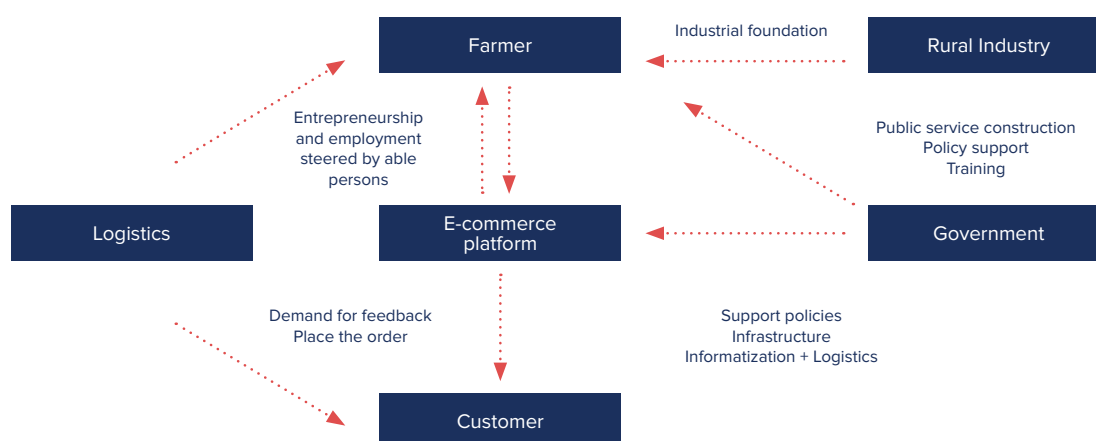 Farmer
Industrial foundation
Rural Industry
Entrepreneurship
and employment
steered by able
persons
Public service construction
Policy support
Training
Logistics
E-commerce
platform
Government
Demand for feedback
Place the order
Support policies
Infrastructure
Informatization + Logistics
Customer